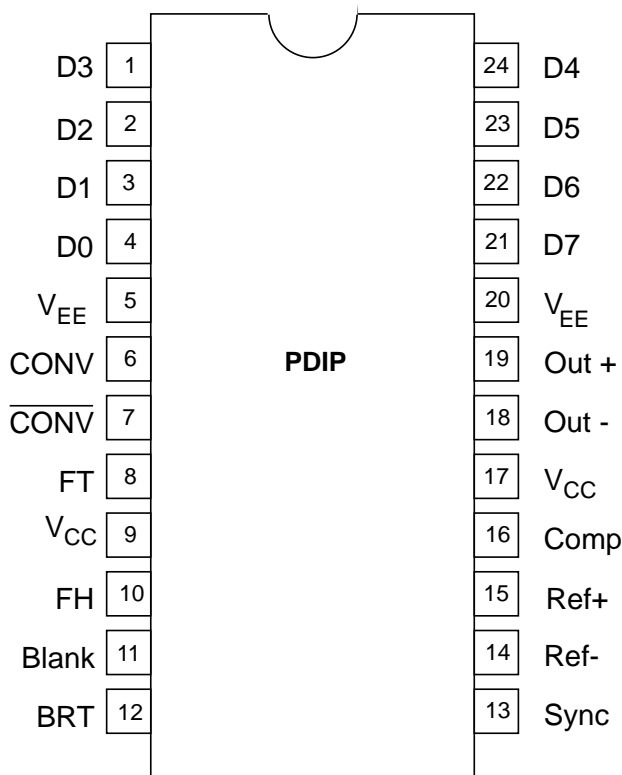 D3 1 24 D4
D2 2 23 D5
D1 3 22 D6
D0 4 21 D7
VEE 5 20 VEE
CONV 6 PDIP 19 Out +
CONV 7 18 Out -
FT 8 17 VCC
VCC 9 16 Comp
FH 10 15 Ref+
Blank 11 14 Ref-
BRT 12 13 Sync